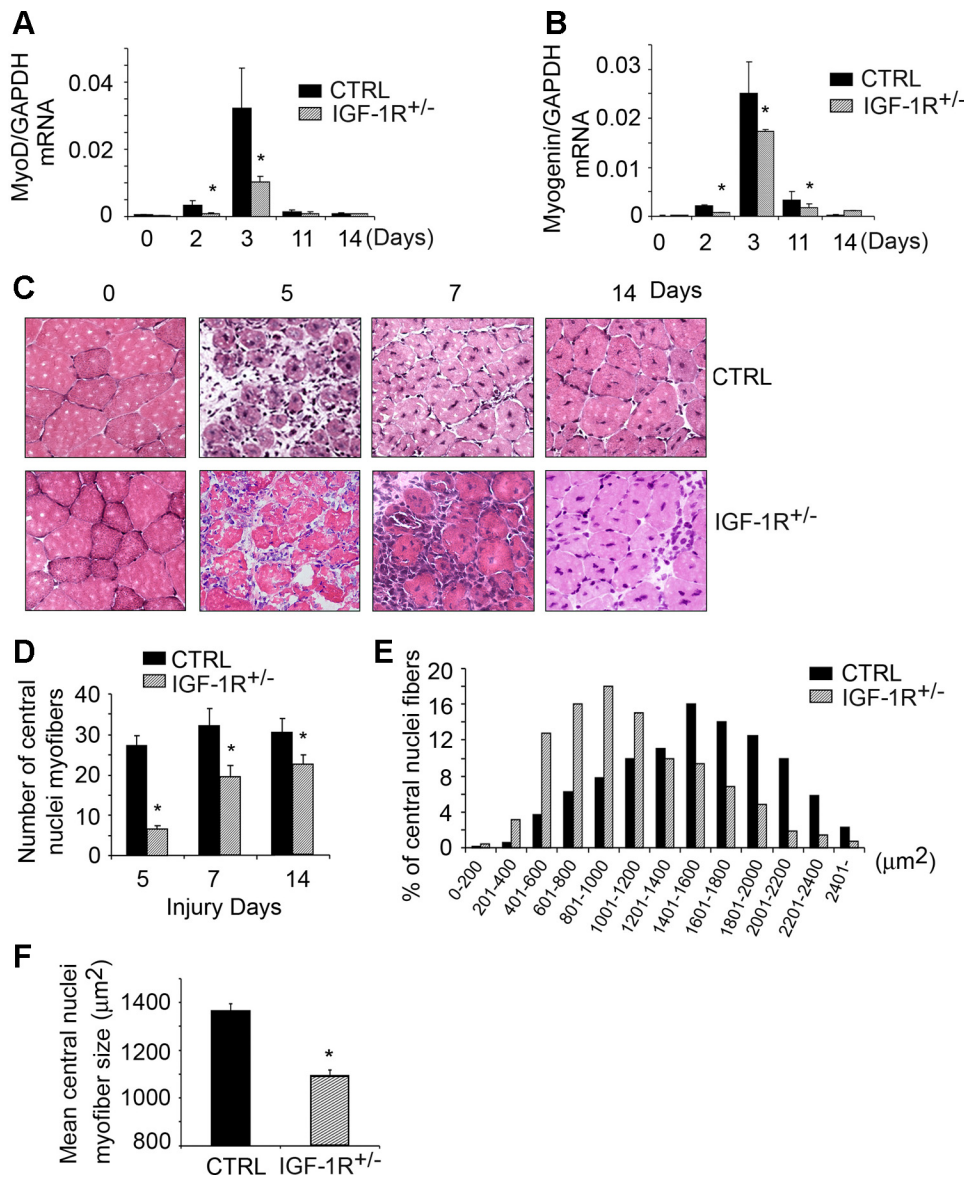 A
MyoD/GAPDH
mRNA
0.04
0.02
0
CTRL
IGF-1R+/-
*
*
0 2 3 11 14 (Days)
B
Myogenin/GAPDH
mRNA
0.03
0.02
0.01
0
CTRL
IGF-1R+/-
*
*
*
0 2 3 11 14 (Days)
C
0 5 7 14 Days
CTRL
IGF-1R+/-
D
CTRL
IGF-1R+/-
Number of central
nuclei myofibers
40
30
20
10
0
*
*
*
5 7 14
Injury Days
E
% of central nuclei fibers
20
16
12
8
4
0
CTRL
IGF-1R+/-
0-200
201-400
401-600
601-800
801-1000
1001-1200
1201-1400
1401-1600
1601-1800
1801-2000
2001-2200
2201-2400
2401-
(μm2)
F
Mean central nuclei
myofiber size (μm2)
1400
1200
1000
800
*
CTRL IGF-1R+/-